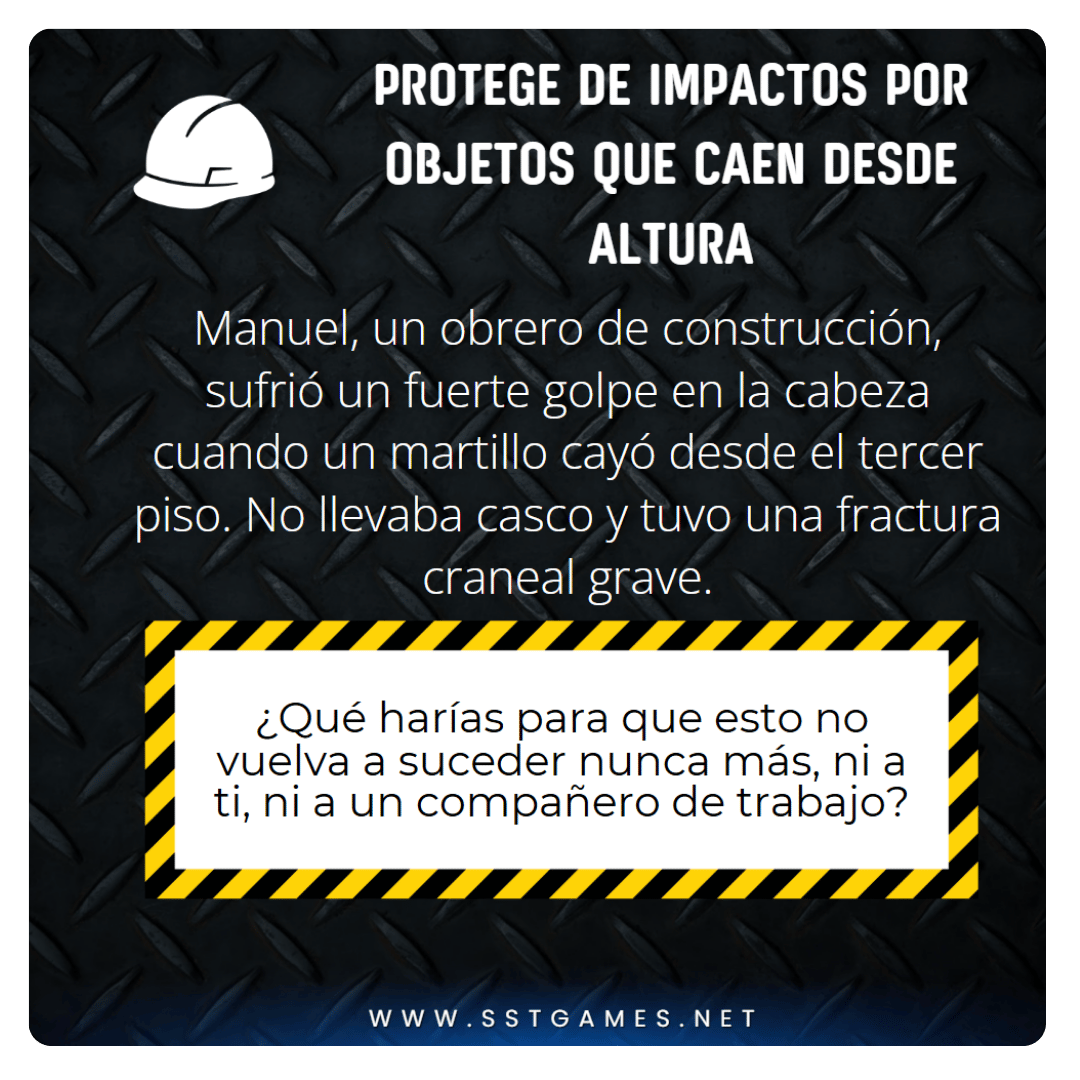 PROTEGE DE IMPACTOS POR
OBJETOS QUE CAEN DESDE
ALTURA
Manuel, un obrero de construcción,
sufrió un fuerte golpe en la cabeza
cuando un martillo cayó desde el tercer
piso. No llevaba casco y tuvo una fractura
craneal grave.
¿Qué harías para que esto no
vuelva a suceder nunca más, ni a
ti, ni a un compañero de trabajo?
WWW.SSTGAMES.NET